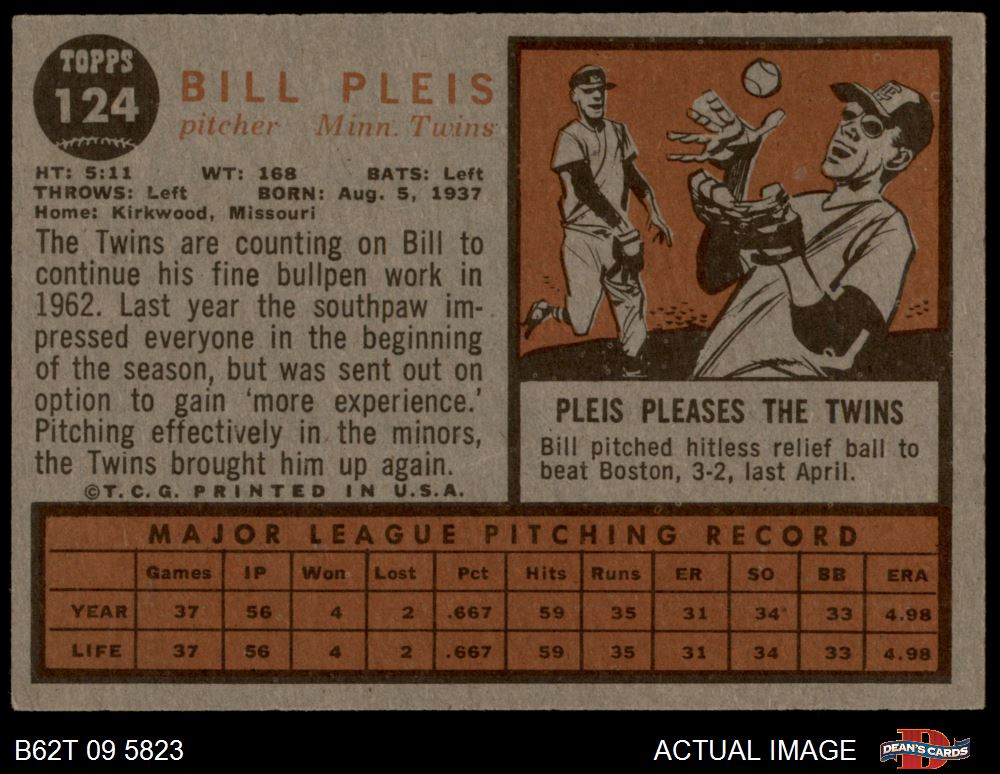 TOPPS
124
BILL PLEIS
pitcher Minn. Twins
HT: 5:11 WT: 168 BATS: Left
THROWS: Left BORN: Aug. 5, 1937
Home: Kirkwood, Missouri
The Twins are counting on Bill to
continue his fine bullpen work in
1962. Last year the southpaw im-
pressed everyone in the beginning
of the season, but was sent out on
option to gain ‘more experience.’
Pitching effectively in the minors,
the Twins brought him up again.
©T.C.G. PRINTED IN U.S.A.
PLEIS PLEASES THE TWINS
Bill pitched hitless relief ball to
beat Boston, 3-2, last April.
MAJOR LEAGUE PITCHING RECORD
Games IP Won Lost Pct Hits Runs ER SO BB ERA
YEAR 37 56 4 2 .667 59 35 31 34 33 4.98
LIFE 37 56 4 2 .667 59 35 31 34 33 4.98
B62T 09 5823
ACTUAL IMAGE
DEAN'S CARDS